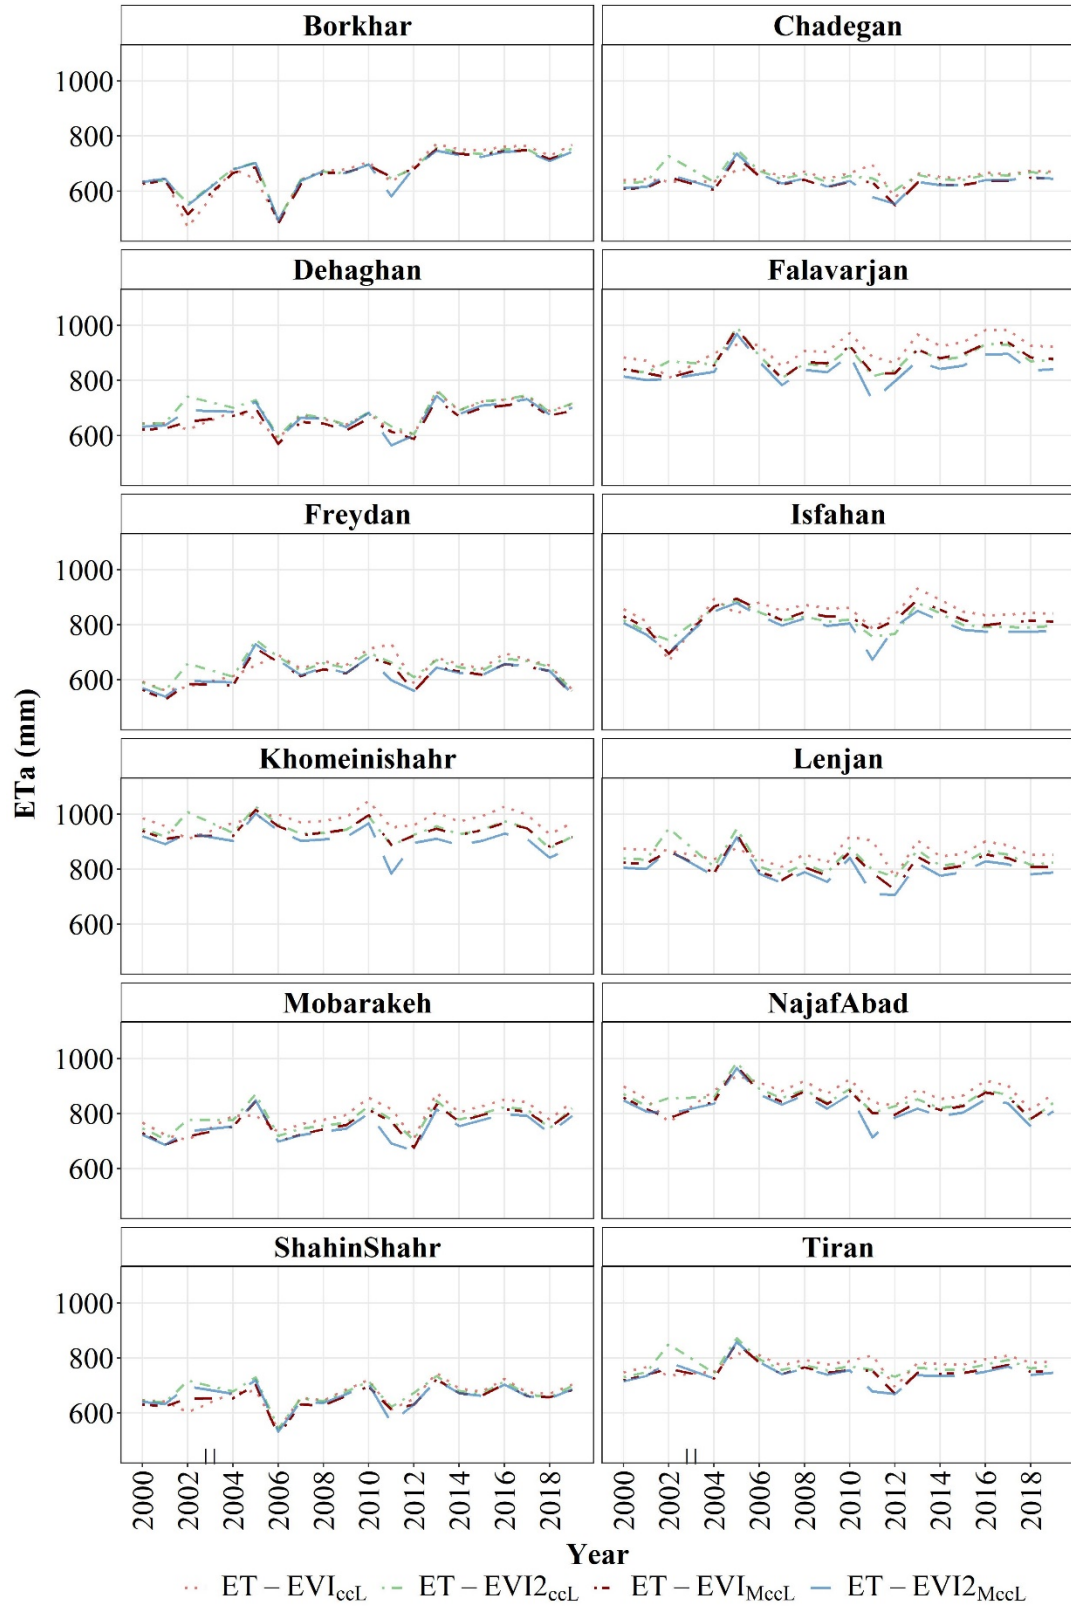 Borkhar Chadegan
1000
800
600
Dehaghan Falavarjan
1000
800
600
Freydan Isfahan
1000
800
600
Khomeinishahr Lenjan
1000
800
600
Mobarakeh NajafAbad
1000
800
600
ShahinShahr Tiran
1000
800
600
ETa (mm)
2000 2002 2004 2006 2008 2010 2012 2014 2016 2018 2000 2002 2004 2006 2008 2010 2012 2014 2016 2018
Year
ET – EVIccL ET – EVI2ccL ET – EVIMccL ET – EVI2MccL